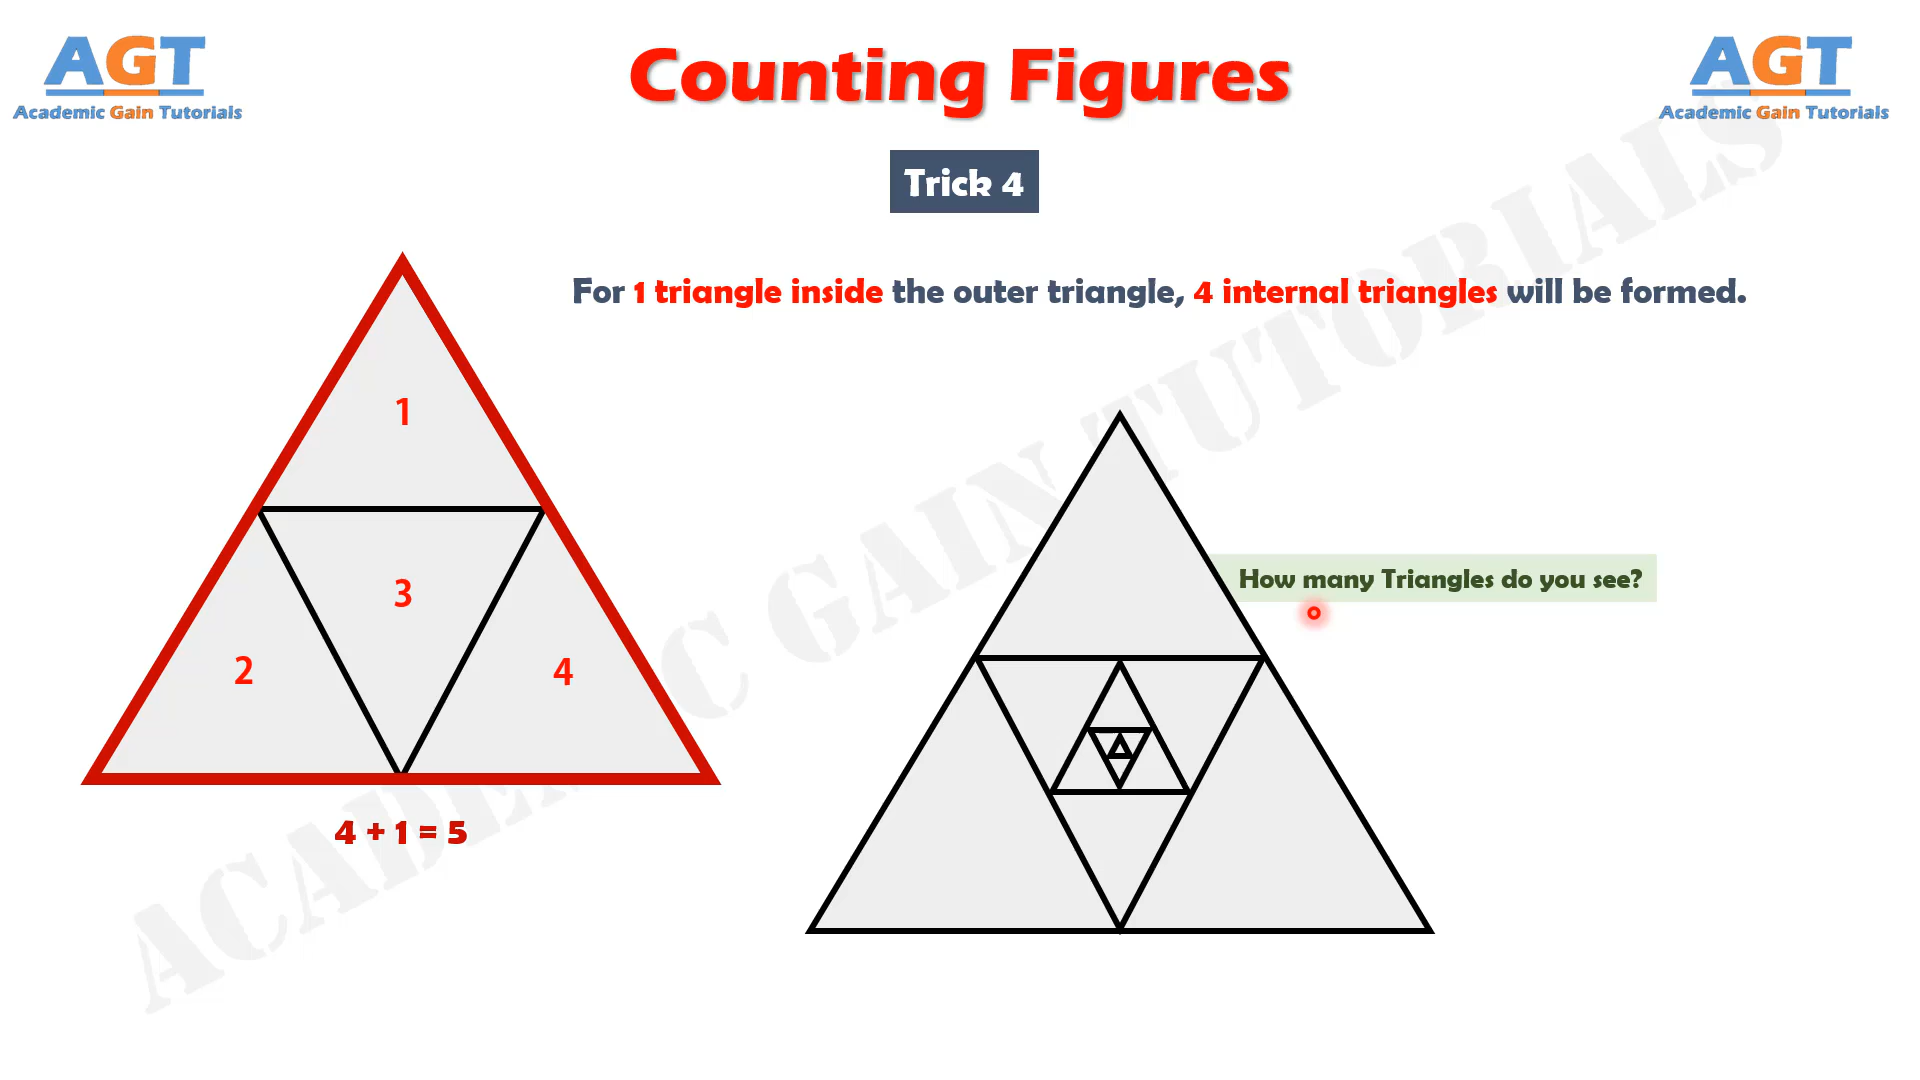 AGT
Academic Gain Tutorials
Counting Figures
AGT
Academic Gain Tutorials
Trick 4
For 1 triangle inside the outer triangle, 4 internal triangles will be formed.
1
2
3
4
4 + 1 = 5
How many Triangles do you see?
ACADEMIC GAIN TUTORIALS